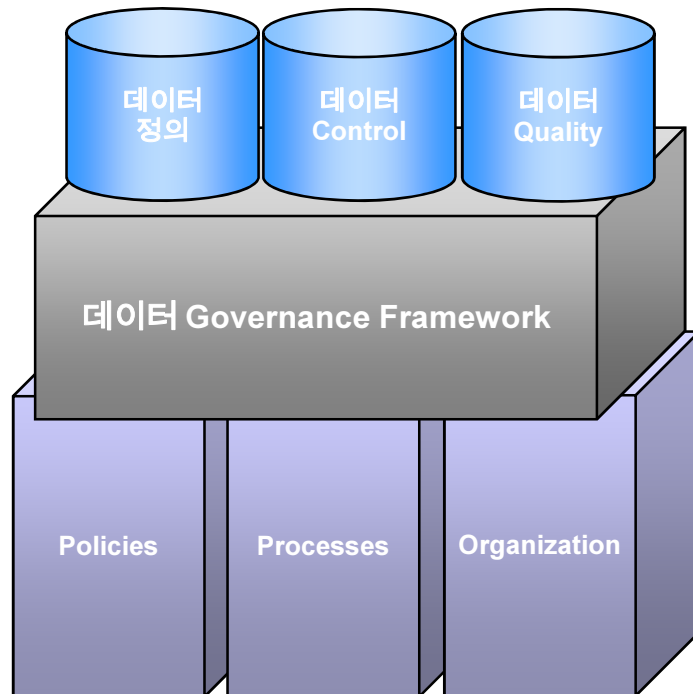 데이터
정의
데이터
Control
데이터
Quality
데이터 Governance Framework
Policies
Processes
Organization